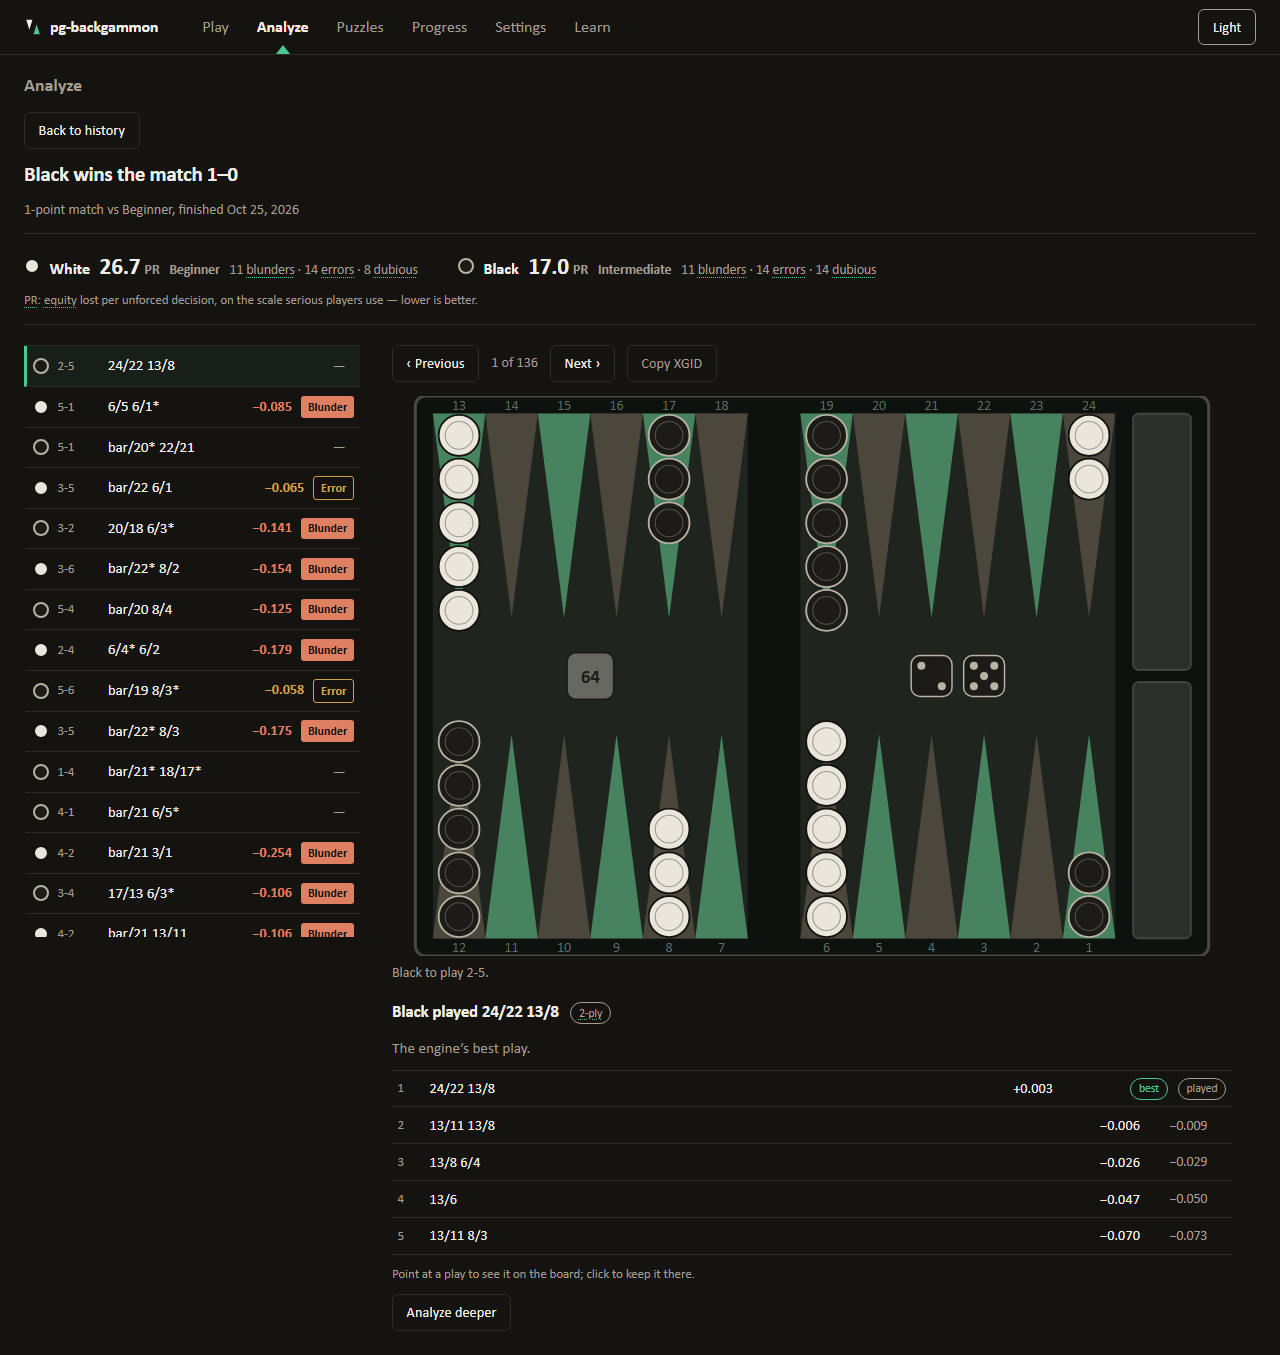 pg-backgammon Play Analyze Puzzles Progress Settings Learn Light
Analyze
Back to history
Black wins the match 1–0
1-point match vs Beginner, finished Oct 25, 2026
White 26.7 PR Beginner 11 blunders · 14 errors · 8 dubious Black 17.0 PR Intermediate 11 blunders · 14 errors · 14 dubious
PR: equity lost per unforced decision, on the scale serious players use — lower is better.
2-5 24/22 13/8 —
5-1 6/5 6/1* −0.085 Blunder
5-1 bar/20* 22/21 —
3-5 bar/22 6/1 −0.065 Error
3-2 20/18 6/3* −0.141 Blunder
3-6 bar/22* 8/2 −0.154 Blunder
5-4 bar/20 8/4 −0.125 Blunder
2-4 6/4* 6/2 −0.179 Blunder
5-6 bar/19 8/3* −0.058 Error
3-5 bar/22* 8/3 −0.175 Blunder
1-4 bar/21* 18/17* —
4-1 bar/21 6/5* —
4-2 bar/21 3/1 −0.254 Blunder
3-4 17/13 6/3* −0.106 Blunder
4-2 bar/21 13/11 −0.106 Blunder
‹ Previous 1 of 136 Next › Copy XGID
13 14 15 16 17 18 19 20 21 22 23 24
64
12 11 10 9 8 7 6 5 4 3 2 1
Black to play 2-5.
Black played 24/22 13/8 2-ply
The engine’s best play.
1 24/22 13/8 +0.003 best played
2 13/11 13/8 −0.006 −0.009
3 13/8 6/4 −0.026 −0.029
4 13/6 −0.047 −0.050
5 13/11 8/3 −0.070 −0.073
Point at a play to see it on the board; click to keep it there.
Analyze deeper